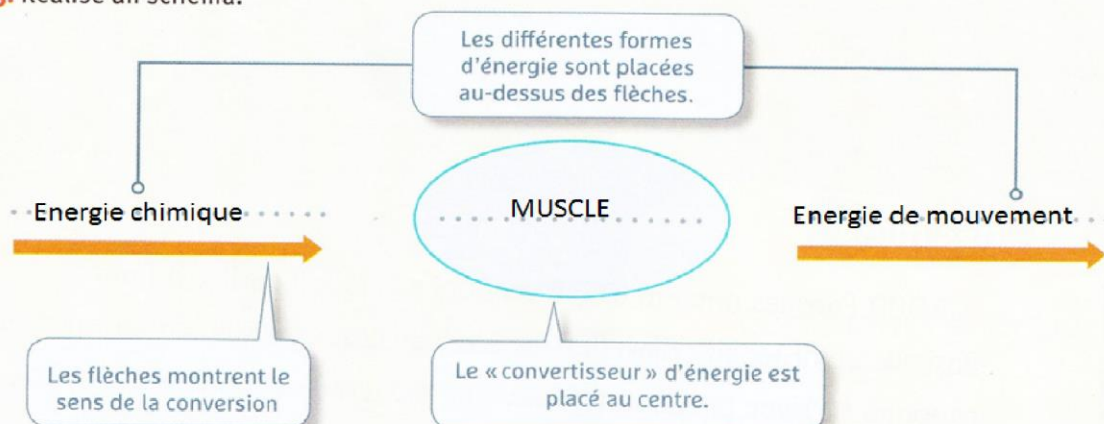 Réalise un schéma.
Les différentes formes
d'énergie sont placées
au-dessus des flèches.
Energie chimique
MUSCLE
Energie de mouvement
Les flèches montrent le
sens de la conversion
Le « convertisseur » d'énergie est
placé au centre.